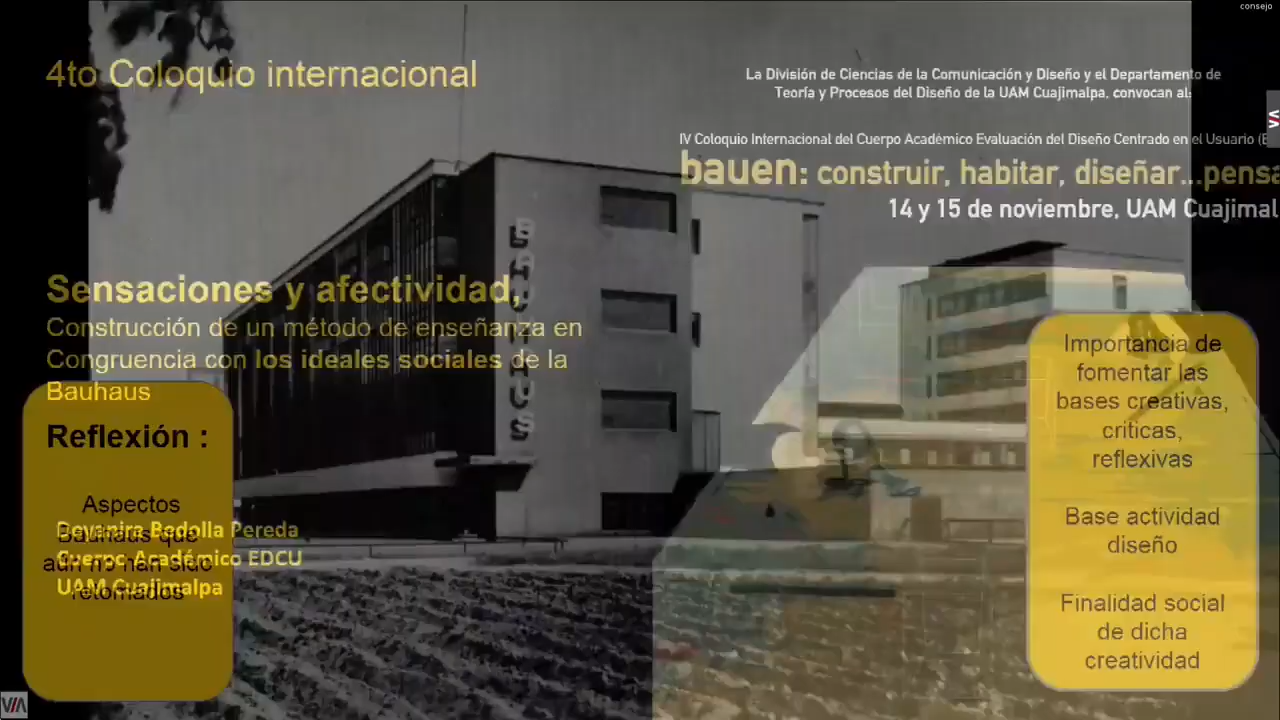 consejo
4to Coloquio internacional
La División de Ciencias de la Comunicación y Diseño y el Departamento de
Teoría y Procesos del Diseño de la UAM Cuajimalpa, convocan al:
IV Coloquio Internacional del Cuerpo Académico Evaluación del Diseño Centrado en el Usuario
bauen: construir, habitar, diseñar...
14 y 15 de noviembre, UAM
BAUHAUS
Sensaciones y afectividad,
Construcción de un método de enseñanza en
Congruencia con los ideales sociales de la
Bauhaus
Reflexión :
Aspectos
Bauhaus que
aún no han sido
retomados
Deyanira Bedolla Pereda
Cuerpo Académico EDCU
UAM Cuajimalpa
Importancia de
fomentar las
bases creativas,
criticas,
reflexivas
Base actividad
diseño
Finalidad social
de dicha
creatividad